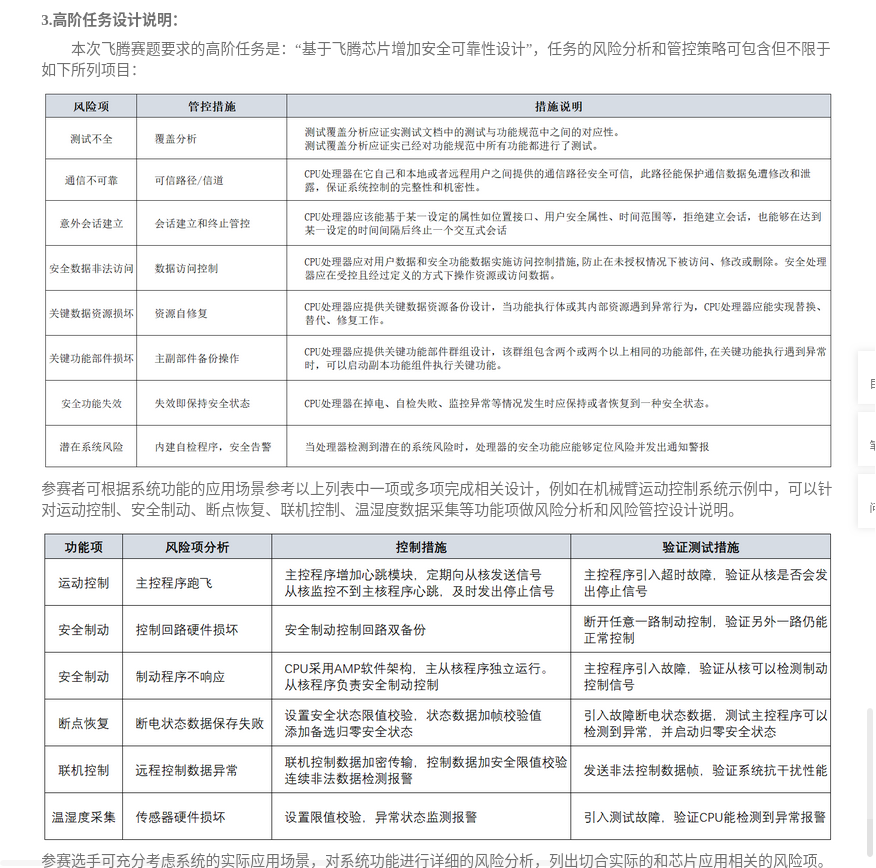 3.高阶任务设计说明：
本次飞腾赛题要求的高阶任务是：“基于飞腾芯片增加安全可靠性设计”，任务的风险分析和管控策略可包含但不限于
如下所列项目：
风险项 管控措施 措施说明
测试不全 覆盖分析 测试覆盖分析应证实测试文档中的测试与功能规范中之间的对应性。
测试覆盖分析应证实已经对功能规范中所有功能都进行了测试。
通信不可靠 可信路径/信道 CPU处理器在它自己和本地或者远程用户之间提供的通信路径安全可信，此路径能保护通信数据免遭修改和泄
露，保证系统控制的完整性和机密性。
意外会话建立 会话建立和终止管控 CPU处理器应该能基于某一设定的属性如位置接口、用户安全属性、时间范围等，拒绝建立会话，也能够在达到
某一设定的时间间隔后终止一个交互式会话
安全数据非法访问 数据访问控制 CPU处理器应对用户数据和安全功能数据实施访问控制措施,防止在未授权情况下被访问、修改或删除。安全处理
器应在受控且经过定义的方式下操作资源或访问数据。
关键数据资源损坏 资源自修复 CPU处理器应提供关键数据资源备份设计，当功能执行体或其内部资源遇到异常行为，CPU处理器应能实现替换、
替代、修复工作。
关键功能部件损坏 主副部件备份操作 CPU处理器应提供关键功能部件群组设计，该群组包含两个或两个以上相同的功能部件,在关键功能执行遇到异常
时，可以启动副本功能组件执行关键功能。
安全功能失效 失效即保持安全状态 CPU处理器在掉电、自检失败、监控异常等情况发生时应保持或者恢复到一种安全状态。
潜在系统风险 内建自检程序，安全告警 当处理器检测到潜在的系统风险时，处理器的安全功能应能够定位风险并发出通知警报
参赛者可根据系统功能的应用场景参考以上列表中一项或多项完成相关设计，例如在机械臂运动控制系统示例中，可以针
对运动控制、安全制动、断点恢复、联机控制、温湿度数据采集等功能项做风险分析和风险管控设计说明。
功能项 风险项分析 控制措施 验证测试措施
运动控制 主控程序跑飞 主控程序增加心跳模块，定期向从核发送信号
从核监控不到主核程序心跳，及时发出停止信号 主控程序引入超时故障，验证从核是否会发
出停止信号
安全制动 控制回路硬件损坏 安全制动控制回路双备份 断开任意一路制动控制，验证另外一路仍能
正常控制
安全制动 制动程序不响应 CPU采用AMP软件架构，主从核程序独立运行。
从核程序负责安全制动控制 主控程序引入故障，验证从核可以检测制动
控制信号
断点恢复 断电状态数据保存失败 设置安全状态限值校验，状态数据加帧校验值
添加备选归零安全状态 引入故障断电状态数据，测试主控程序可以
检测到异常，并启动归零安全状态
联机控制 远程控制数据异常 联机控制数据加密传输，控制数据加安全限值校验
连续非法数据检测报警 发送非法控制数据帧，验证系统抗干扰性能
温湿度采集 传感器硬件损坏 设置限值校验，异常状态监测报警 引入测试故障，验证CPU能检测到异常报警
参赛选手可充分考虑系统的实际应用场景，对系统功能进行详细的风险分析，列出切合实际的和芯片应用相关的风险项。